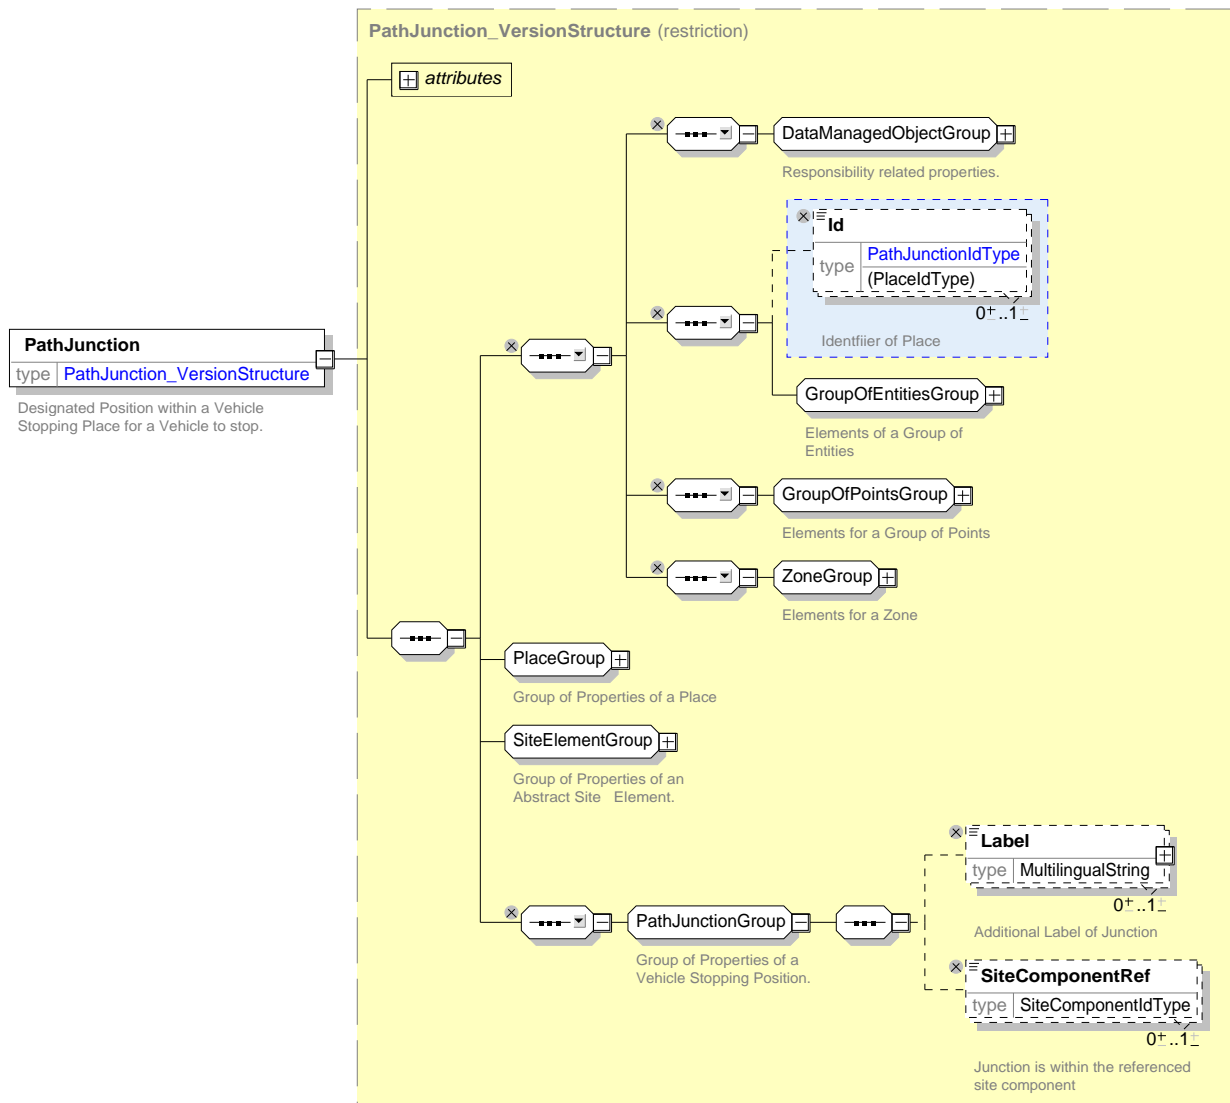 PathJunction_VersionStructure (restriction)
attributes
DataManagedObjectGroup
Responsibility related properties.
Id
type PathJunctionIdType
(PlaceIdType)
0±..1±
Identfiier of Place
PathJunction
type PathJunction_VersionStructure
Designated Position within a Vehicle
Stopping Place for a Vehicle to stop.
GroupOfEntitiesGroup
Elements of a Group of
Entities
GroupOfPointsGroup
Elements for a Group of Points
ZoneGroup
Elements for a Zone
PlaceGroup
Group of Properties of a Place
SiteElementGroup
Group of Properties of an
Abstract Site   Element.
Label
type MultilingualString
0±..1±
Additional Label of Junction
PathJunctionGroup
Group of Properties of a
Vehicle Stopping Position.
SiteComponentRef
type SiteComponentIdType
0±..1±
Junction is within the referenced
site component